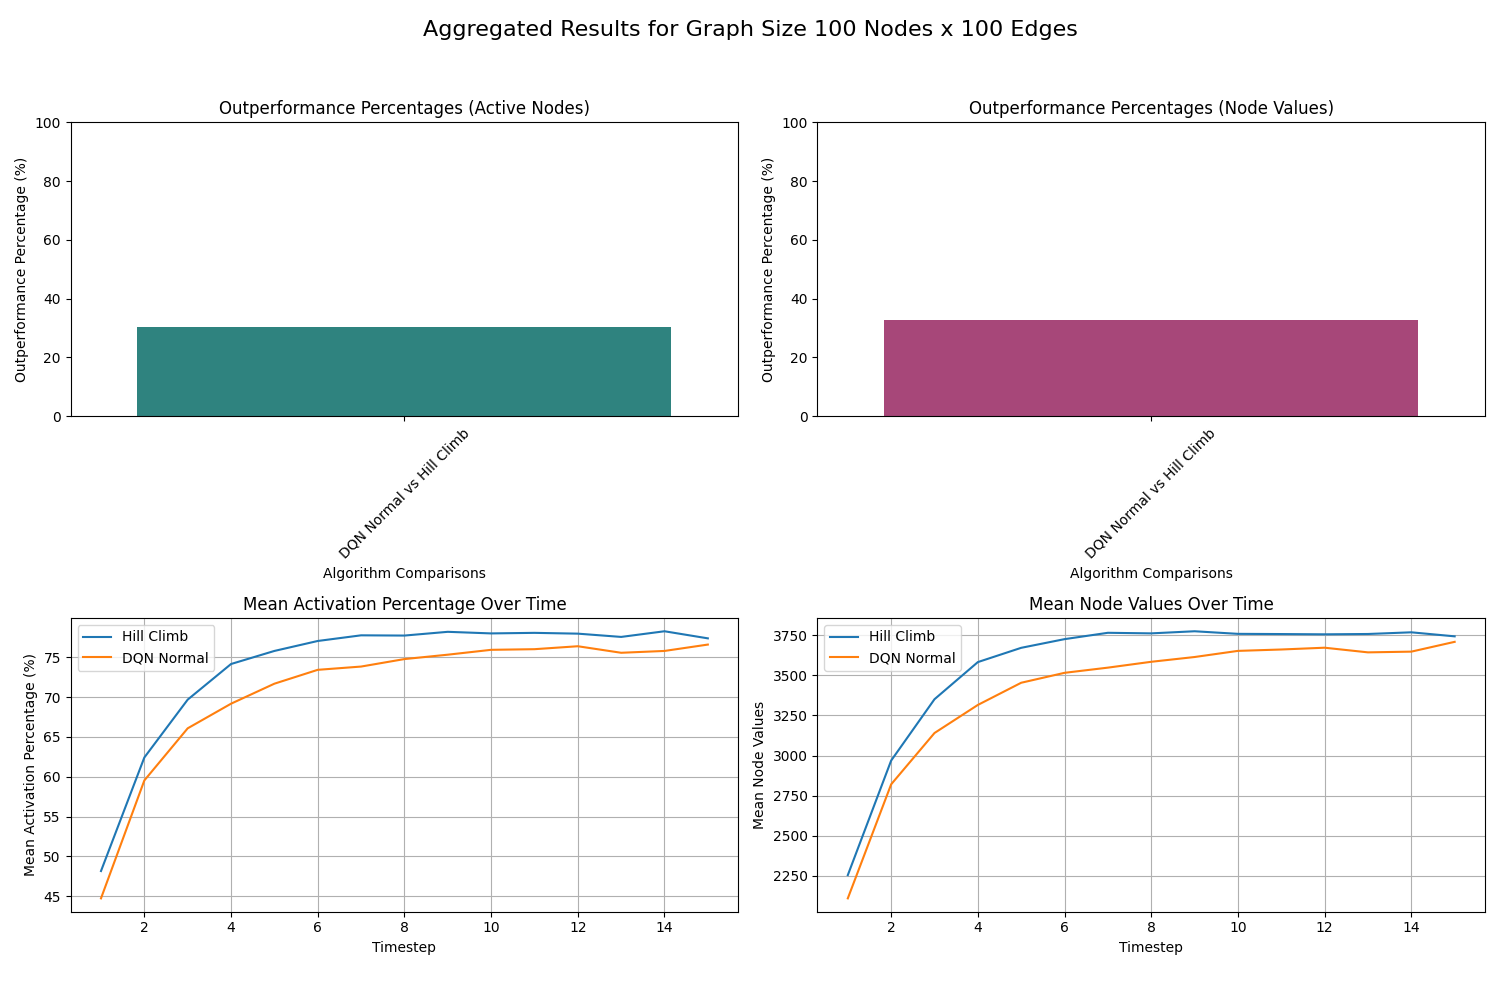 Aggregated Results for Graph Size 100 Nodes x 100 Edges
Outperformance Percentages (Active Nodes)
Outperformance Percentage (%)
100
80
60
40
20
0
DQN Normal vs Hill Climb
Algorithm Comparisons
Outperformance Percentages (Node Values)
Outperformance Percentage (%)
100
80
60
40
20
0
DQN Normal vs Hill Climb
Algorithm Comparisons
Mean Activation Percentage Over Time
Mean Activation Percentage (%)
Hill Climb
DQN Normal
75
70
65
60
55
50
45
2 4 6 8 10 12 14
Timestep
Mean Node Values Over Time
Mean Node Values
Hill Climb
DQN Normal
3750
3500
3250
3000
2750
2500
2250
2 4 6 8 10 12 14
Timestep